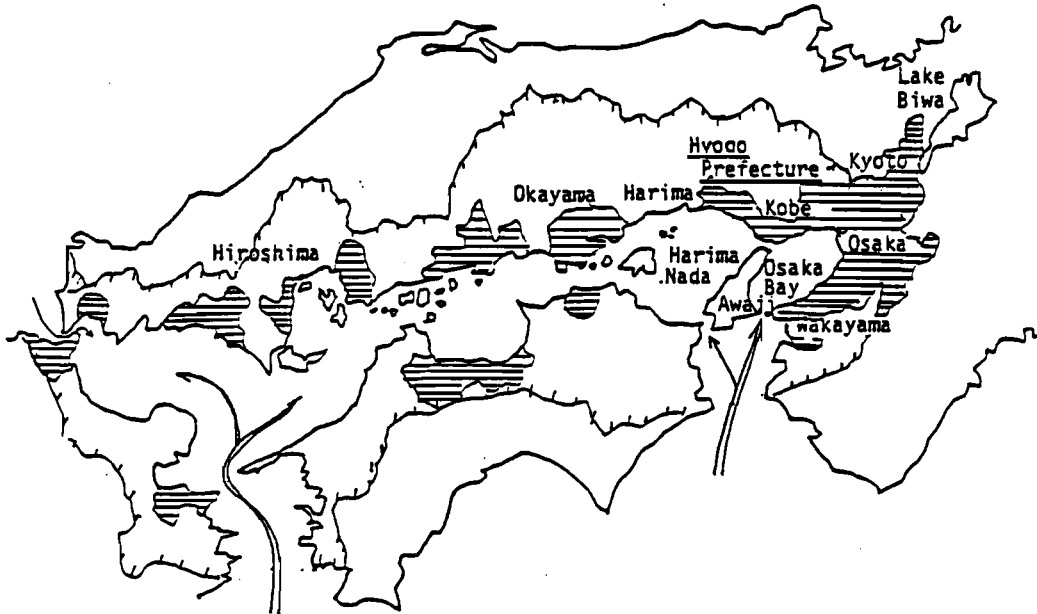 Lake
Biwa
Hyogo
Prefecture
Kyoto
Okayama
Harima
Kobe
Hiroshima
Osaka
Harima
Nada
Osaka
Bay
Awaji
Wakayama